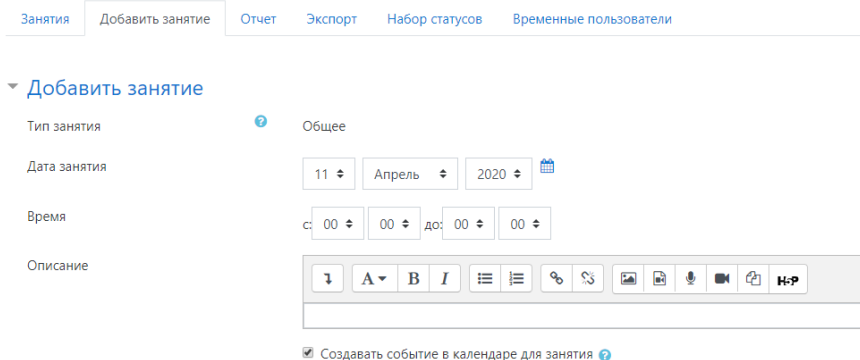 Занятия Добавить занятие Отчет Экспорт Набор статусов Временные пользователи
Добавить занятие
Тип занятия ? Общее
Дата занятия 11 Апрель 2020
Время с: 00 00 до: 00 00
Описание
A B I H-P
Создавать событие в календаре для занятия ?